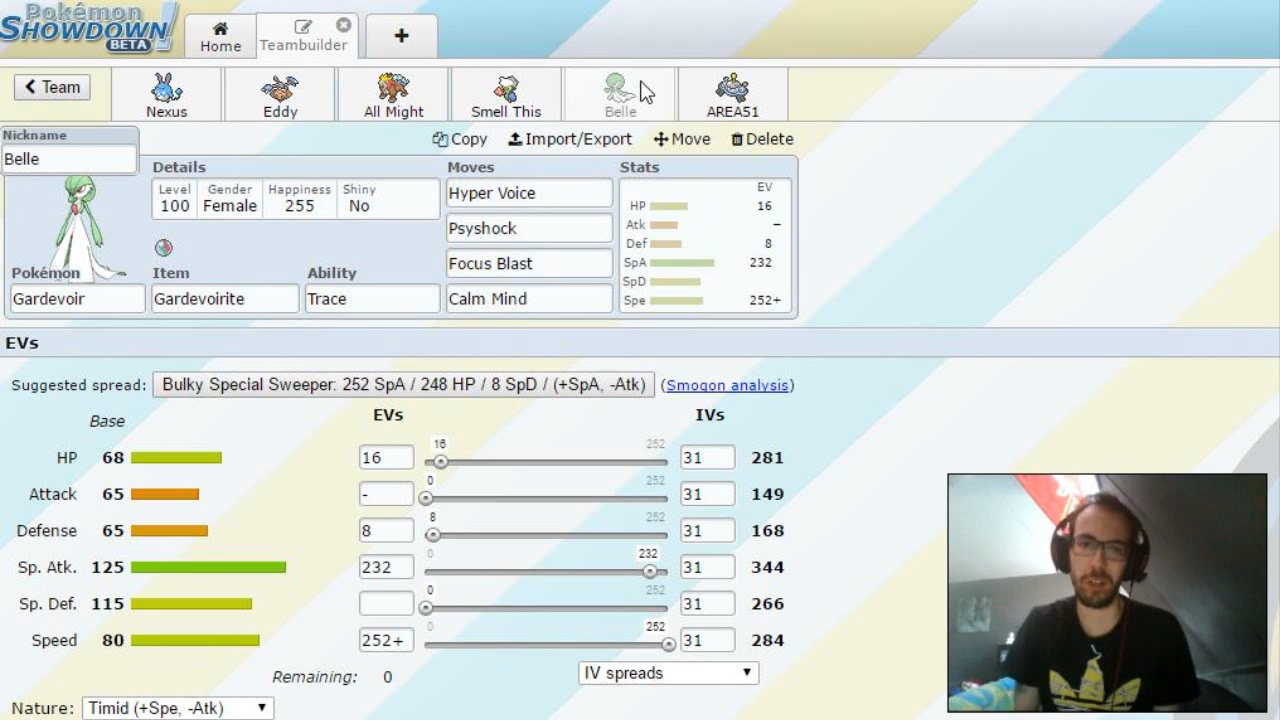 Pokémon
SHOWDOWN!
BETA
Home
Teambuilder
+
Team
Nexus
Eddy
All Might
Smell This
Belle
AREA51
Nickname
Belle
Copy
Import/Export
Move
Delete
Details
Level Gender Happiness Shiny
100 Female 255 No
Pokémon
Gardevoir
Item
Gardevoirite
Ability
Trace
Moves
Hyper Voice
Psyshock
Focus Blast
Calm Mind
Stats
EV
HP 16
Atk –
Def 8
SpA 232
SpD
Spe 252+
EVs
Suggested spread: Bulky Special Sweeper: 252 SpA / 248 HP / 8 SpD / (+SpA, -Atk) (Smogon analysis)
Base EVs IVs
16 252
HP 68 16 31 281
0 252
Attack 65 - 31 149
8 252
Defense 65 8 31 168
0 232
Sp. Atk. 125 232 31 344
0 252
Sp. Def. 115 31 266
0 252
Speed 80 252+ 31 284
Remaining: 0
IV spreads
Nature: Timid (+Spe, -Atk)